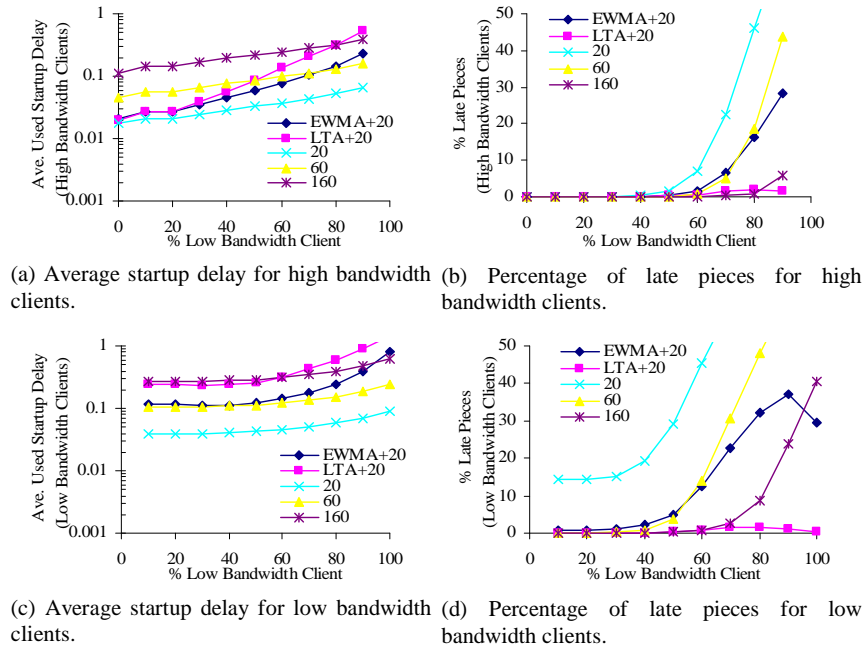 Ave. Used Startup Delay
(High Bandwidth Clients)
1
0.1
0.01
0.001
EWMA+20
LTA+20
20
60
160
0 20 40 60 80 100
% Low Bandwidth Client
(a) Average startup delay for high bandwidth
clients.
% Late Pieces
(High Bandwidth Clients)
50
40
30
20
10
0
EWMA+20
LTA+20
20
60
160
0 20 40 60 80 100
% Low Bandwidth Client
(b) Percentage of late pieces for high
bandwidth clients.
Ave. Used Startup Delay
(Low Bandwidth Clients)
1
0.1
0.01
0.001
EWMA+20
LTA+20
20
60
160
0 20 40 60 80 100
% Low Bandwidth Client
(c) Average startup delay for low bandwidth
clients.
% Late Pieces
(Low Bandwidth Clients)
50
40
30
20
10
0
EWMA+20
LTA+20
20
60
160
0 20 40 60 80 100
% Low Bandwidth Client
(d) Percentage of late pieces for low
bandwidth clients.